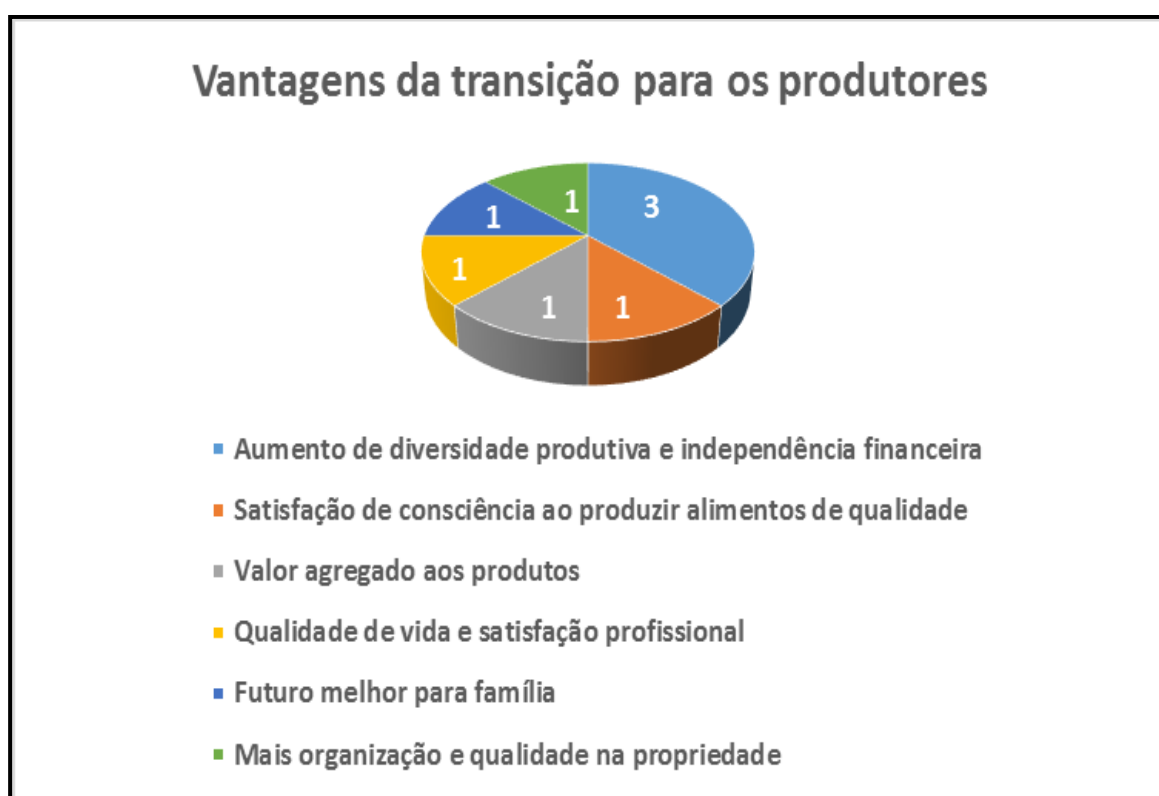 Vantagens da transição para os produtores
3
1
1
1
1
1
Aumento de diversidade produtiva e independência financeira
Satisfação de consciência ao produzir alimentos de qualidade
Valor agregado aos produtos
Qualidade de vida e satisfação profissional
Futuro melhor para família
Mais organização e qualidade na propriedade